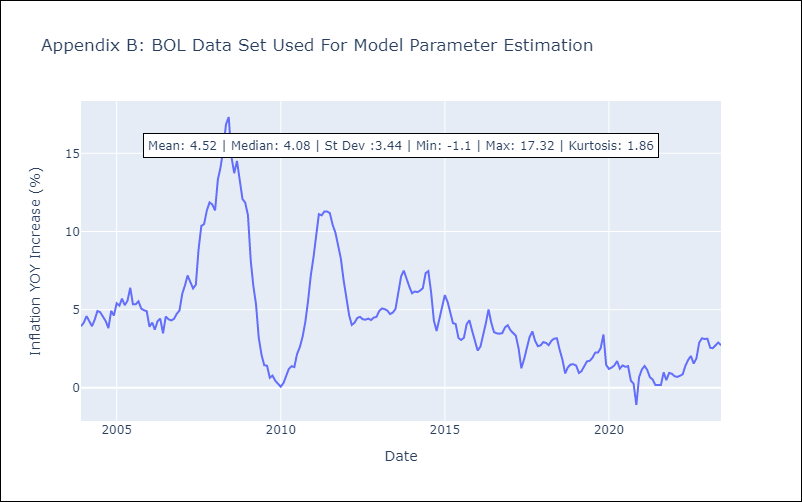 Appendix B: BOL Data Set Used For Model Parameter Estimation
Mean: 4.52 | Median: 4.08 | St Dev :3.44 | Min: -1.1 | Max: 17.32 | Kurtosis: 1.86
Inflation YOY Increase (%)
15
10
5
0
2005
2010
2015
2020
Date